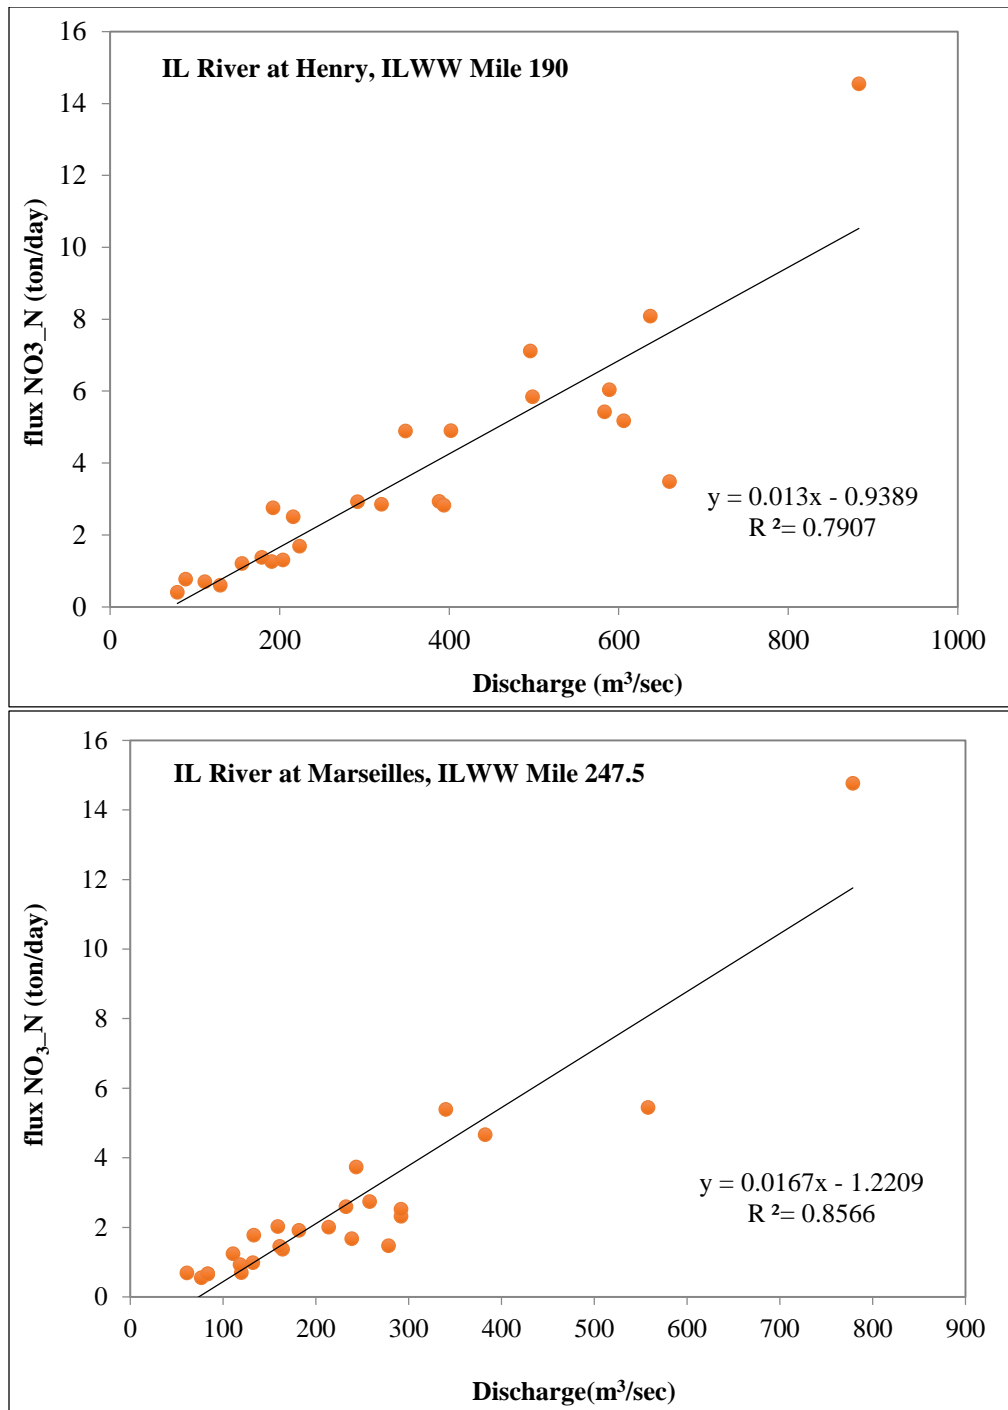 IL River at Henry, ILWW Mile 190
16
14
12
10
8
6
4
2
0
flux NO3_N (ton/day)
y = 0.013x - 0.9389
R ²= 0.7907
0 200 400 600 800 1000
Discharge (m³/sec)
IL River at Marseilles, ILWW Mile 247.5
16
14
12
10
8
6
4
2
0
flux NO₃_N (ton/day)
y = 0.0167x - 1.2209
R ²= 0.8566
0 100 200 300 400 500 600 700 800 900
Discharge(m³/sec)